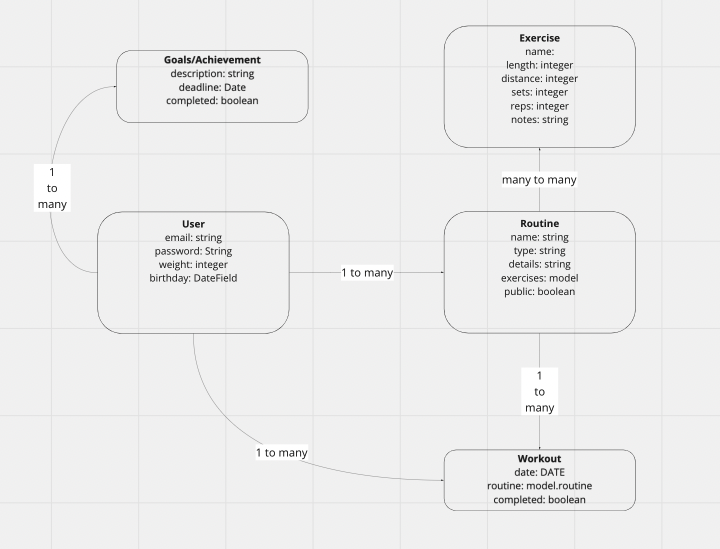 Goals/Achievement
description: string
deadline: Date
completed: boolean
Exercise
name:
length: integer
distance: integer
sets: integer
reps: integer
notes: string
1
to
many
many to many
User
email: string
password: String
weight: integer
birthday: DateField
1 to many
Routine
name: string
type: string
details: string
exercises: model
public: boolean
1
to
many
1 to many
Workout
date: DATE
routine: model.routine
completed: boolean